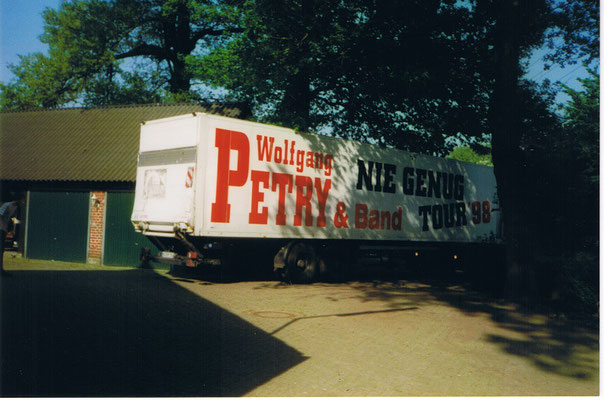 Wolfgang
PETRY & Band
NIE GENUG
TOUR '98